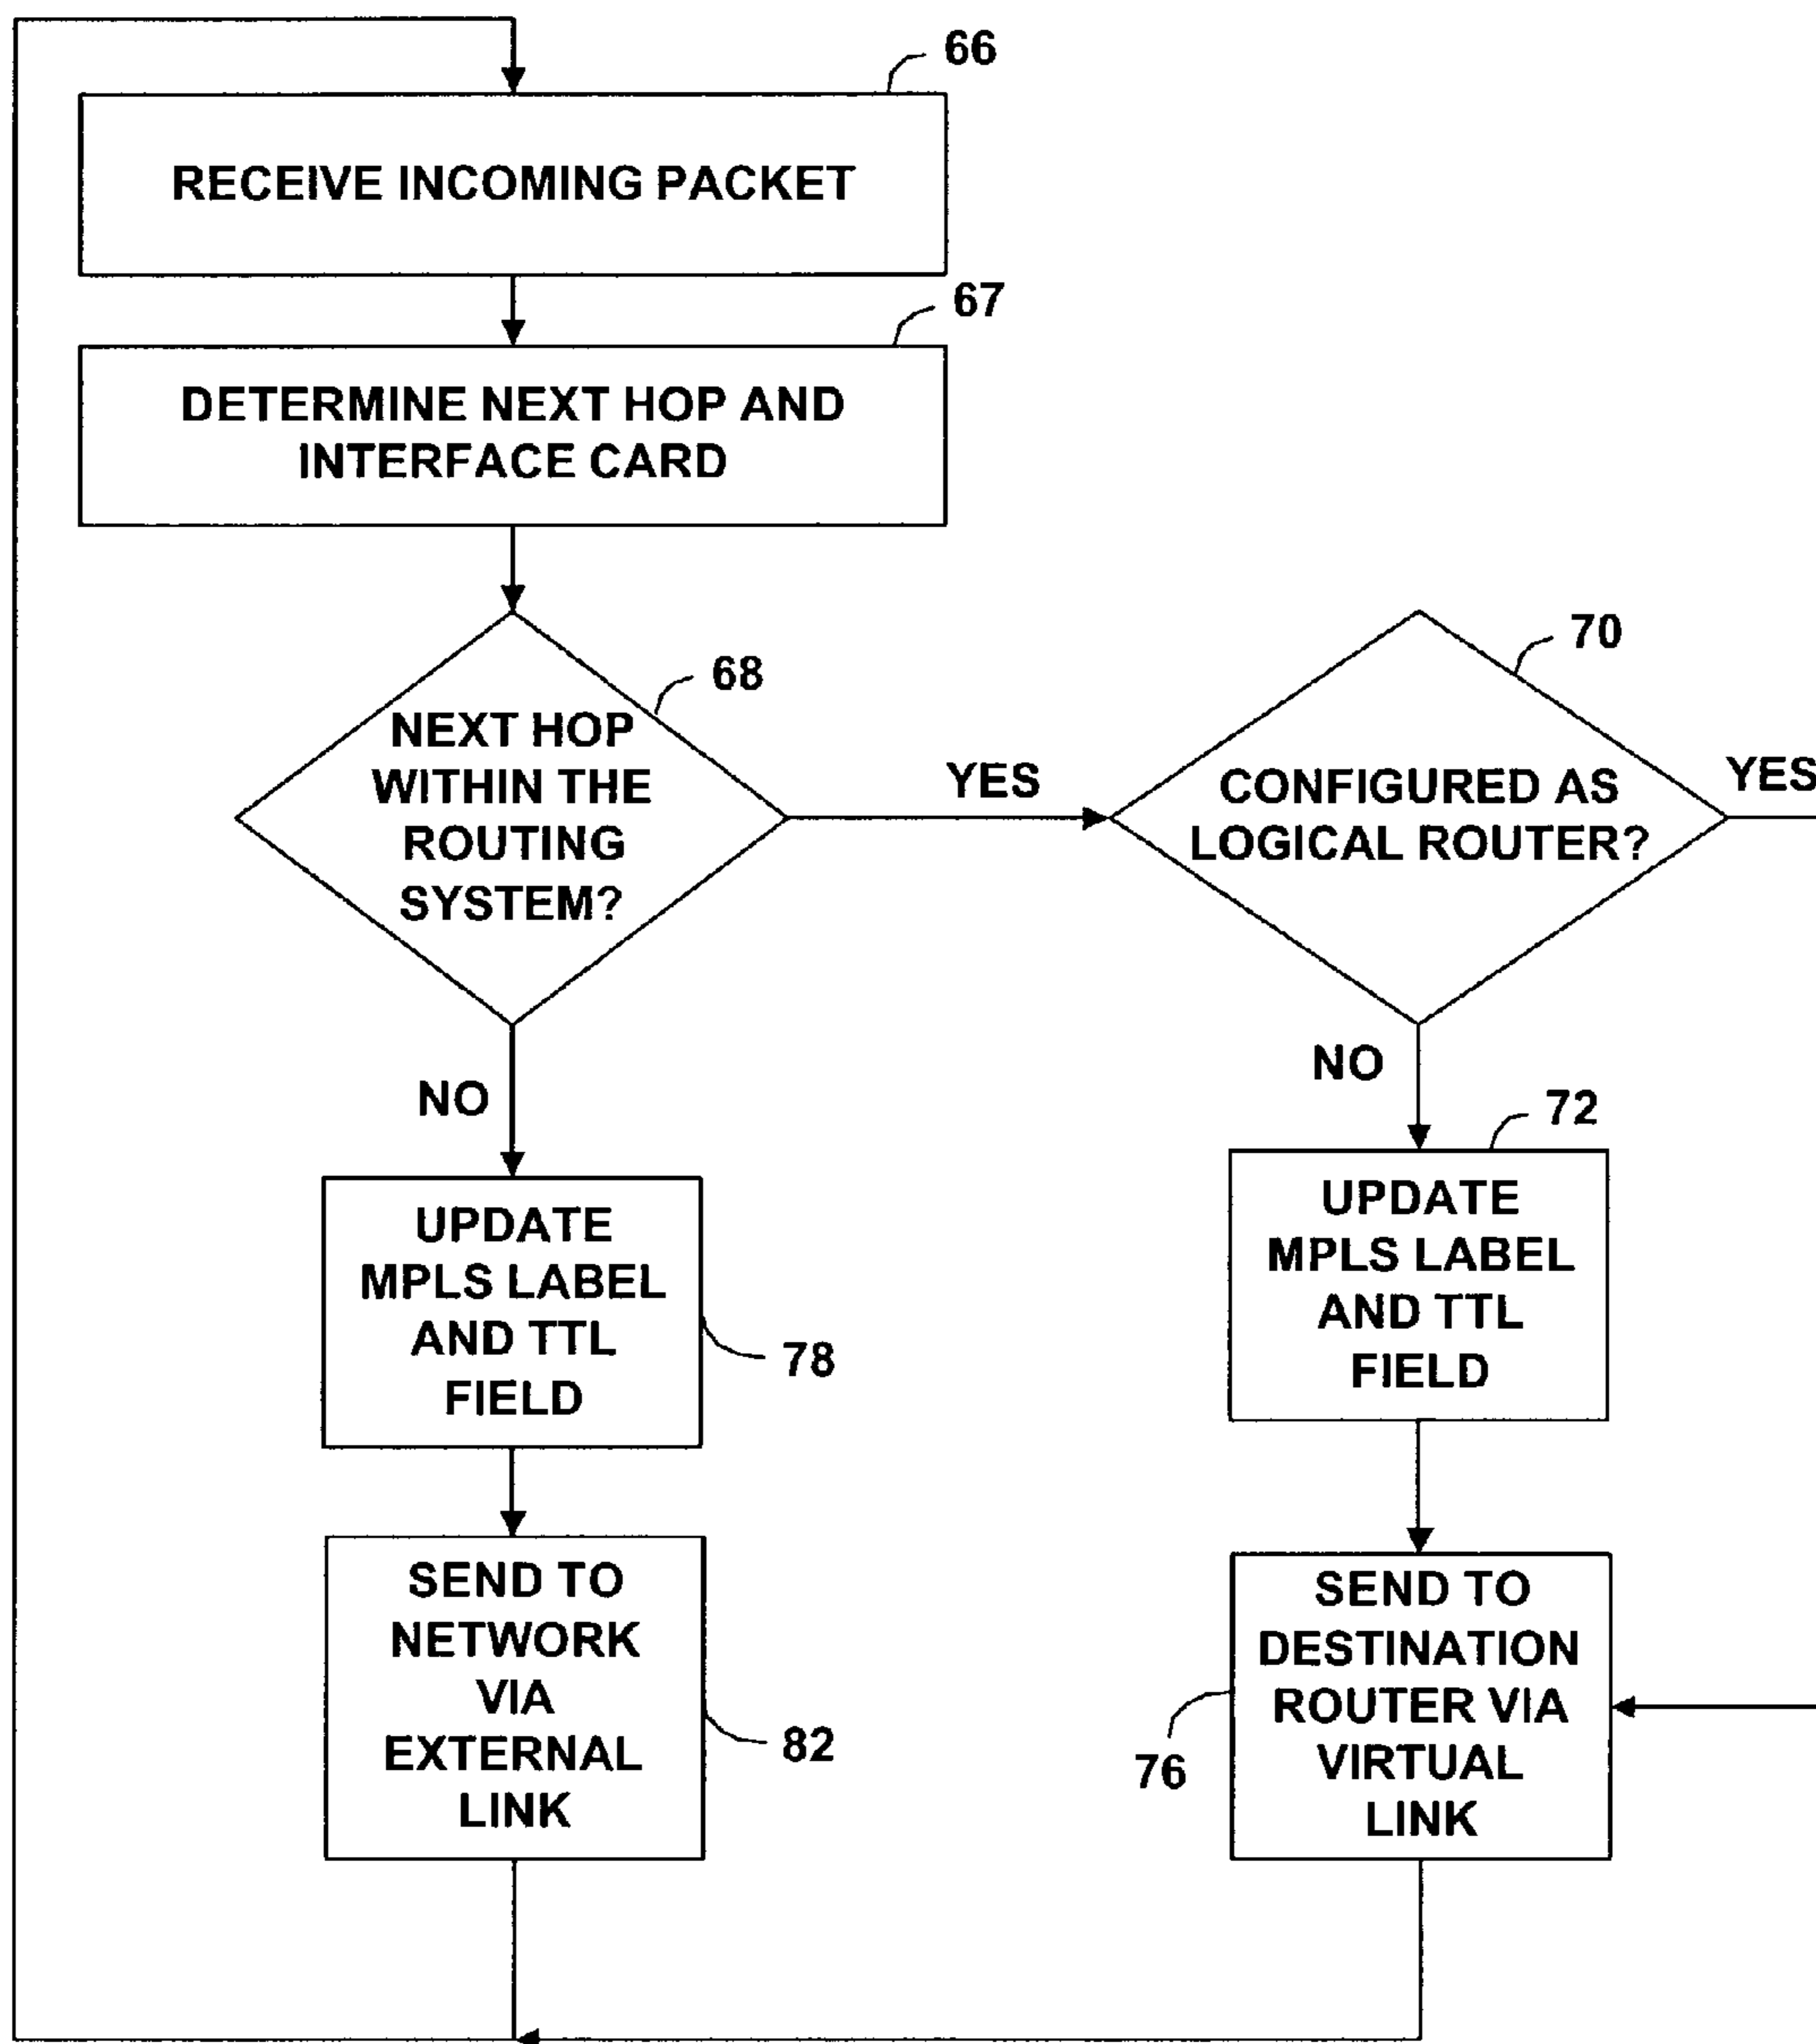 66
RECEIVE INCOMING PACKET
67
DETERMINE NEXT HOP AND
INTERFACE CARD
68
NEXT HOP
WITHIN THE
ROUTING
SYSTEM?
YES
70
CONFIGURED AS
LOGICAL ROUTER?
YES
NO
NO
78
UPDATE
MPLS LABEL
AND TTL
FIELD
72
UPDATE
MPLS LABEL
AND TTL
FIELD
82
SEND TO
NETWORK
VIA
EXTERNAL
LINK
76
SEND TO
DESTINATION
ROUTER VIA
VIRTUAL
LINK